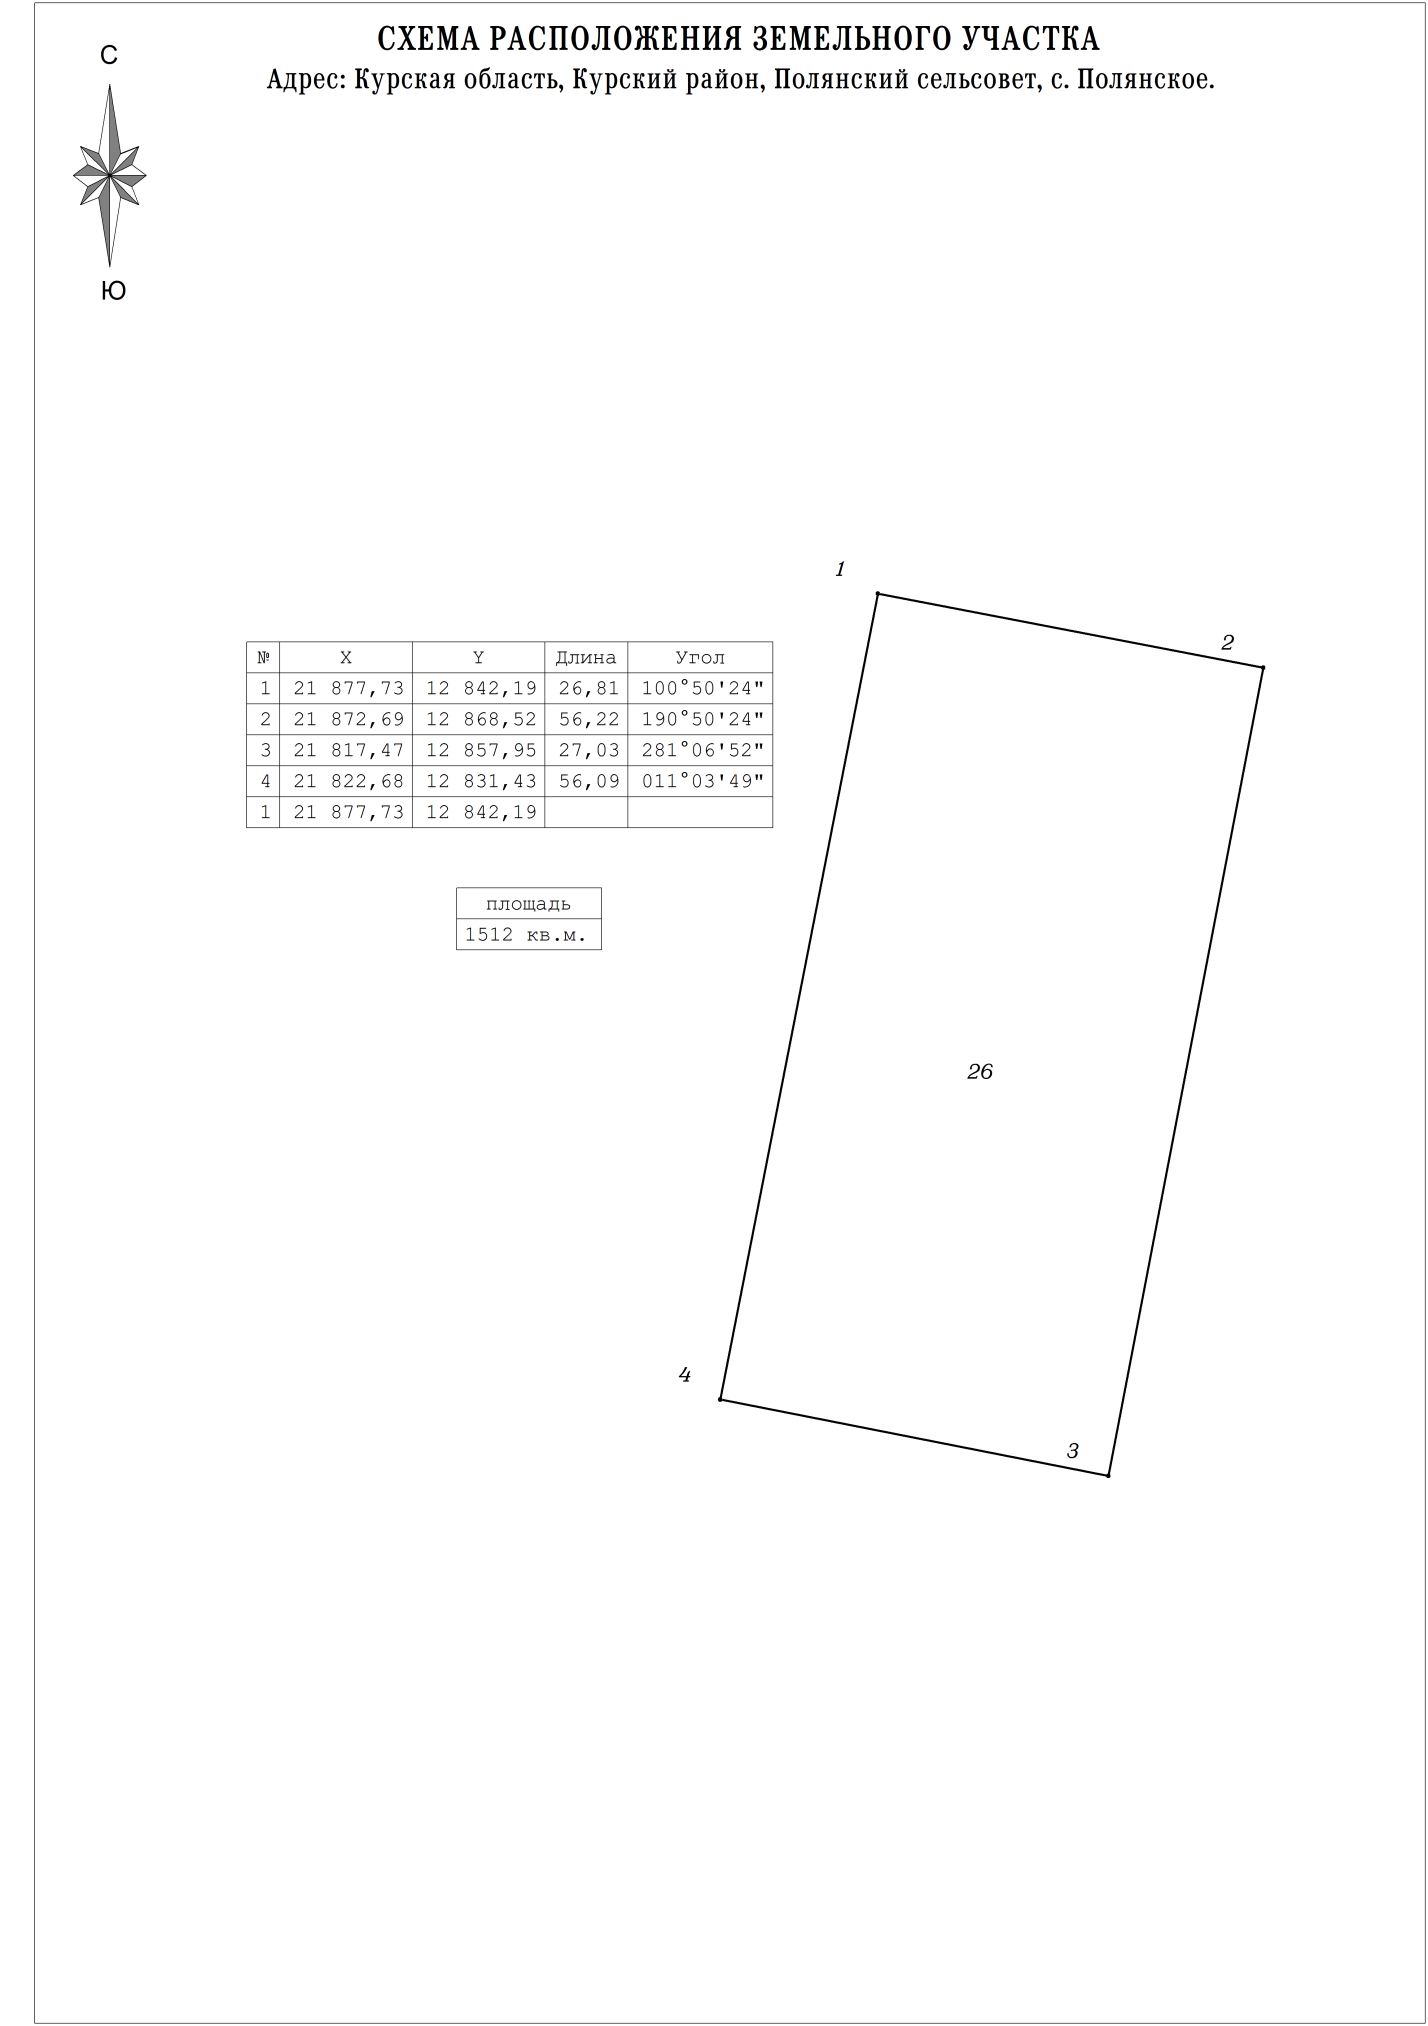 СХЕМА РАСПОЛОЖЕНИЯ ЗЕМЕЛЬНОГО УЧАСТКА
Адрес: Курская область, Курский район, Полянский сельсовет, с. Полянское.
С
Ю
1
2
№ X Y Длина Угол
1 21 877,73 12 842,19 26,81 100°50'24"
2 21 872,69 12 868,52 56,22 190°50'24"
3 21 817,47 12 857,95 27,03 281°06'52"
4 21 822,68 12 831,43 56,09 011°03'49"
1 21 877,73 12 842,19
площадь
1512 кв.м.
26
4
3